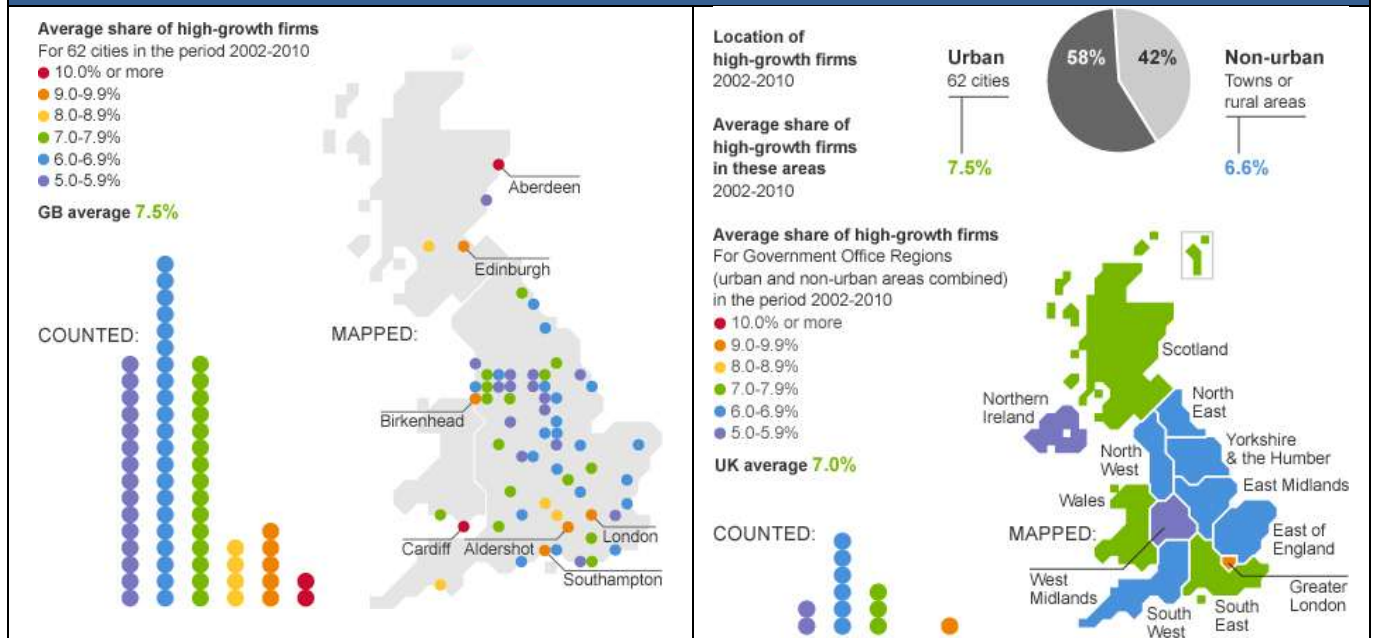 Average share of high-growth firms
For 62 cities in the period 2002-2010
10.0% or more
9.0-9.9%
8.0-8.9%
7.0-7.9%
6.0-6.9%
5.0-5.9%
GB average 7.5%
COUNTED:
MAPPED:
Aberdeen
Edinburgh
Birkenhead
Cardiff
Aldershot
London
Southampton
Location of
high-growth firms
2002-2010
Urban
62 cities
58%
42%
Non-urban
Towns or
rural areas
Average share of
high-growth firms
in these areas
2002-2010
7.5%
6.6%
Average share of high-growth firms
For Government Office Regions
(urban and non-urban areas combined)
in the period 2002-2010
10.0% or more
9.0-9.9%
8.0-8.9%
7.0-7.9%
6.0-6.9%
5.0-5.9%
UK average 7.0%
COUNTED:
MAPPED:
Scotland
Northern
Ireland
North
East
North
West
Yorkshire
& the Humber
East Midlands
Wales
East of
England
West
Midlands
South
West
South
East
Greater
London